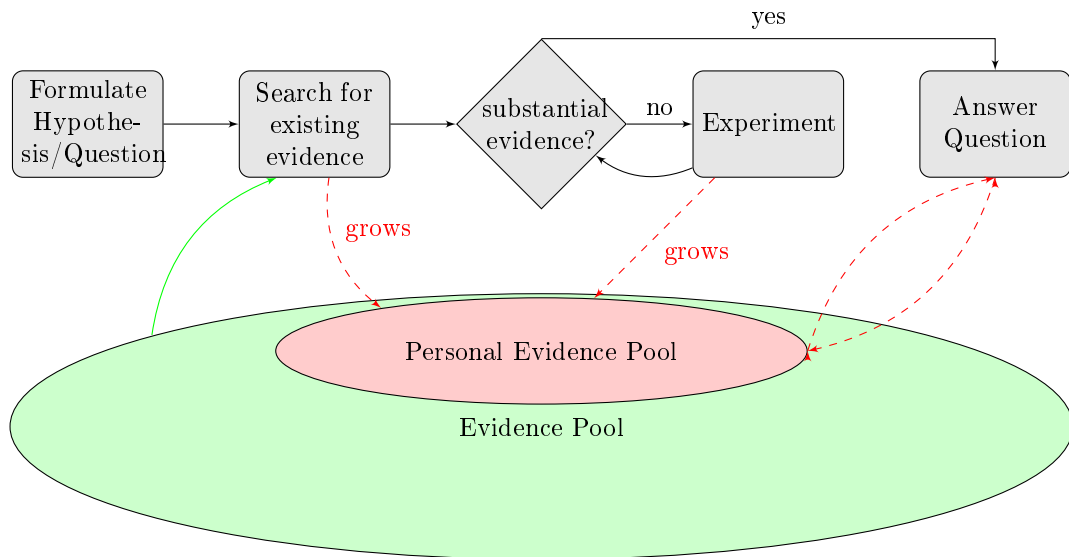 yes
Formulate
Hypothe-
sis/Question
Search for
existing
evidence
substantial
evidence?
no
Experiment
Answer
Question
grows
grows
Personal Evidence Pool
Evidence Pool